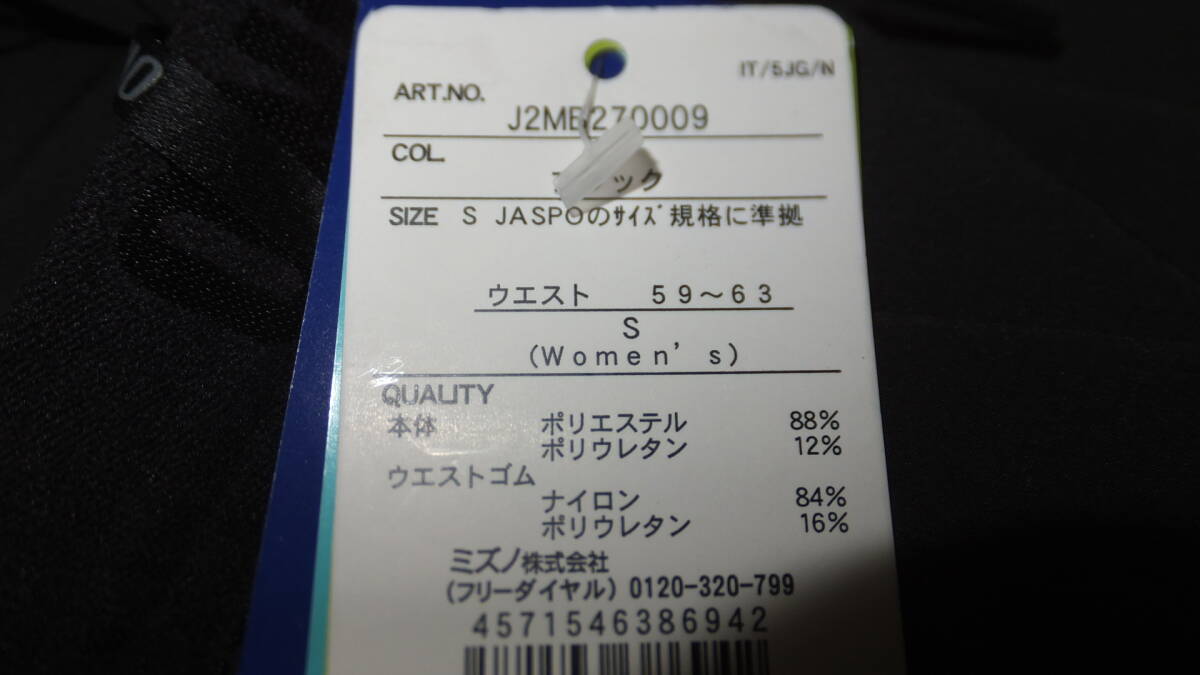 IT/5JG/N
ART.NO.
J2MB270009
COL.
SIZE S JASPOのｻｲｽﾞ規格に準拠
ウエスト 59～63
S
(Women's)
QUALITY
本体 ポリエステル 88%
ポリウレタン 12%
ウエストゴム
ナイロン 84%
ポリウレタン 16%
ミズノ株式会社
(フリーダイヤル) 0120-320-799
4571546386942